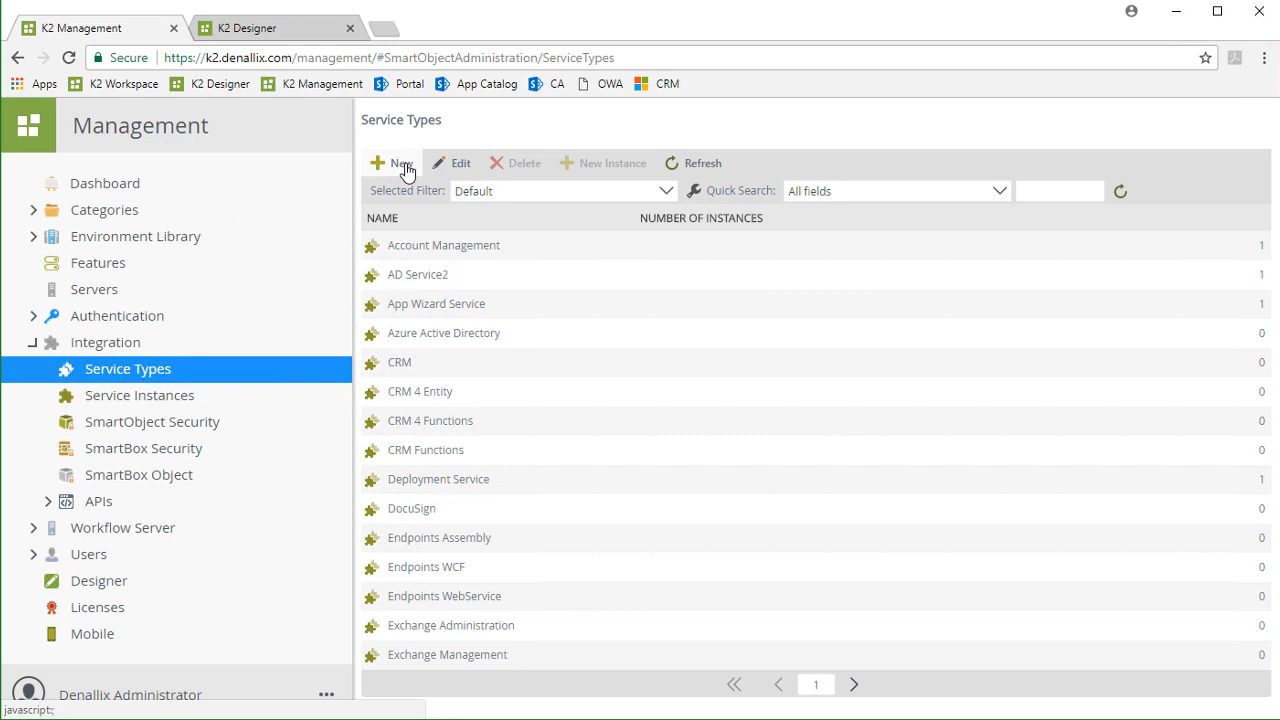 K2 Management
K2 Designer
Secure
https://k2.denallix.com/management/#SmartObjectAdministration/ServiceTypes
Apps
K2 Workspace
K2 Designer
K2 Management
Portal
App Catalog
CA
OWA
CRM
Management
Dashboard
Categories
Environment Library
Features
Servers
Authentication
Integration
Service Types
Service Instances
SmartObject Security
SmartBox Security
SmartBox Object
APIs
Workflow Server
Users
Designer
Licenses
Mobile
Denallix Administrator
javascript:;
Service Types
New
Edit
Delete
New Instance
Refresh
Selected Filter:
Default
Quick Search:
All fields
NAME NUMBER OF INSTANCES
Account Management 1
AD Service2 1
App Wizard Service 1
Azure Active Directory 0
CRM 0
CRM 4 Entity 0
CRM 4 Functions 0
CRM Functions 0
Deployment Service 1
DocuSign 0
Endpoints Assembly 0
Endpoints WCF 0
Endpoints WebService 0
Exchange Administration 0
Exchange Management 0
1